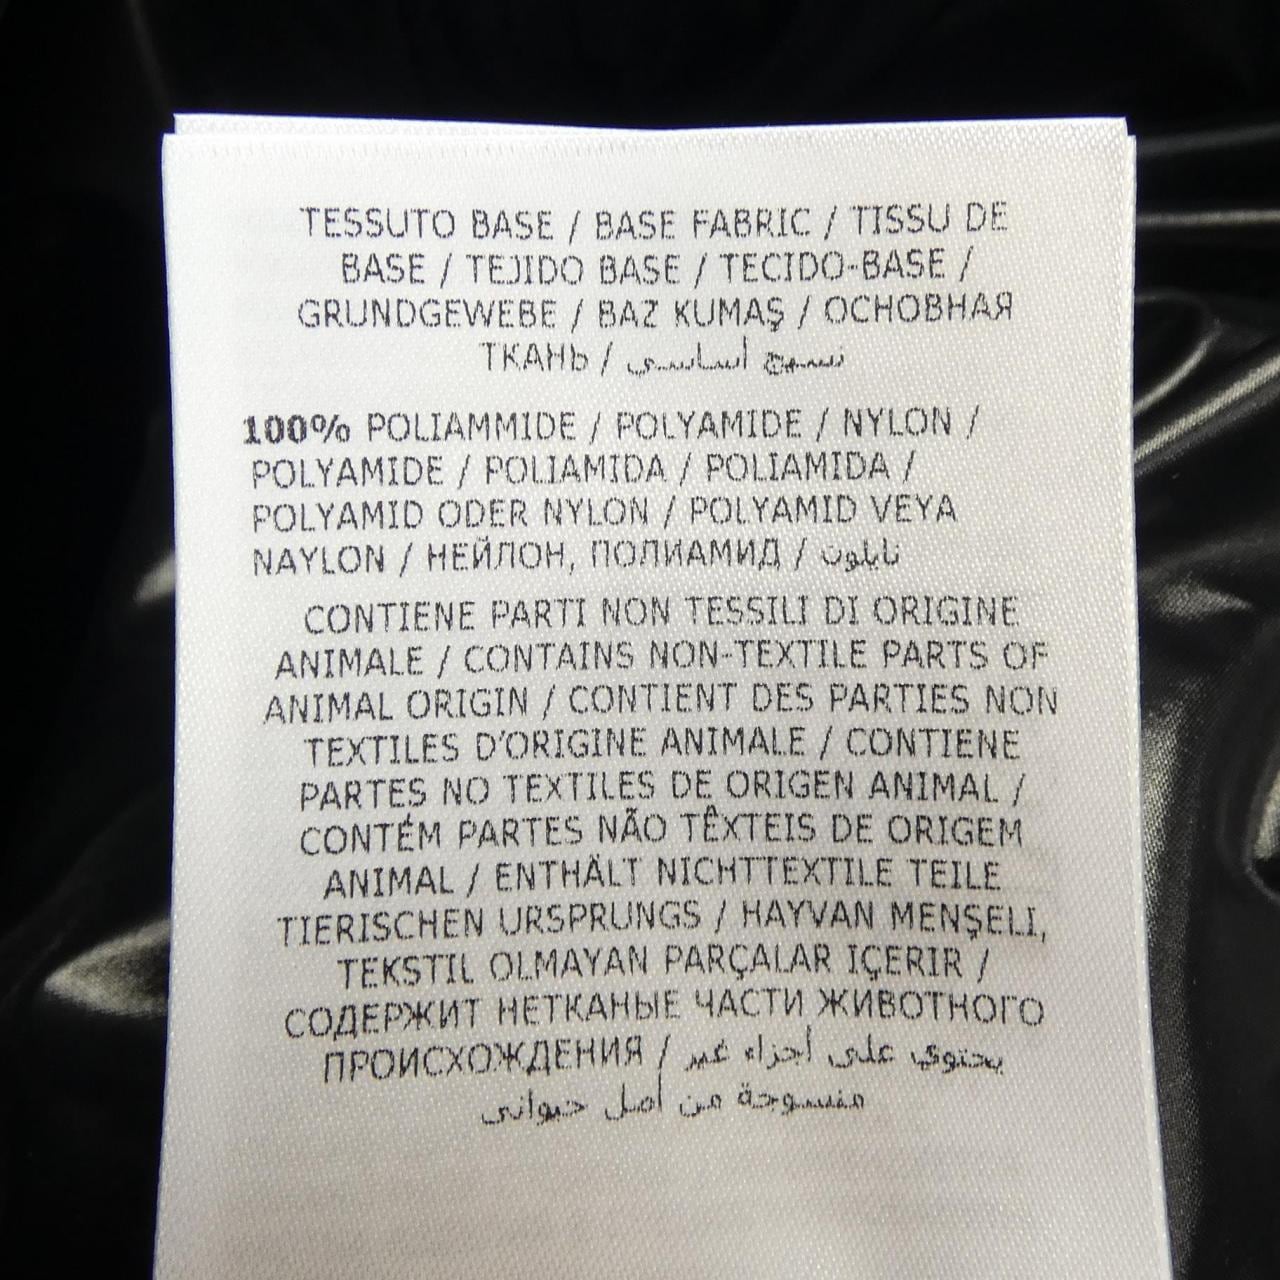 TESSUTO BASE / BASE FABRIC / TISSU DE
BASE / TEJIDO BASE / TECIDO-BASE /
GRUNDGEWEBE / BAZ KUMAŞ / ОСНОВНАЯ
ТКАНЬ / نسيج أساسي
100% POLIAMMIDE / POLYAMIDE / NYLON /
POLYAMIDE / POLIAMIDA / POLIAMIDA /
POLYAMID ODER NYLON / POLYAMID VEYA
NAYLON / НЕЙЛОН, ПОЛИАМИД / نايلون
CONTIENE PARTI NON TESSILI DI ORIGINE
ANIMALE / CONTAINS NON-TEXTILE PARTS OF
ANIMAL ORIGIN / CONTIENT DES PARTIES NON
TEXTILES D'ORIGINE ANIMALE / CONTIENE
PARTES NO TEXTILES DE ORIGEN ANIMAL /
CONTÉM PARTES NÃO TÊXTEIS DE ORIGEM
ANIMAL / ENTHÄLT NICHTTEXTILE TEILE
TIERISCHEN URSPRUNGS / HAYVAN MENŞELI,
TEKSTIL OLMAYAN PARÇALAR IÇERIR /
СОДЕРЖИТ НЕТКАНЫЕ ЧАСТИ ЖИВОТНОГО
ПРОИСХОЖДЕНИЯ / يحتوي على أجزاء غير
منسوجة من أصل حيواني